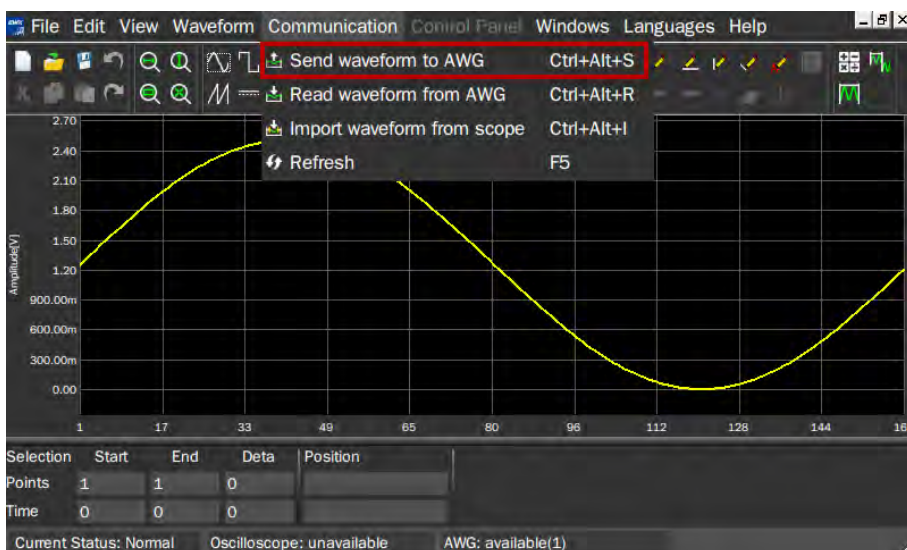 File Edit View Waveform Communication Control Panel Windows Languages Help
Send waveform to AWG Ctrl+Alt+S
Read waveform from AWG Ctrl+Alt+R
Import waveform from scope Ctrl+Alt+I
Refresh F5
Amplitude[V]
2.70
2.40
2.10
1.80
1.50
1.20
900.00m
600.00m
300.00m
0.00
1 17 33 49 65 80 96 112 128 144 16
Selection Start End Deta Position
Points 1 1 0
Time 0 0 0
Current Status: Normal Oscilloscope: unavailable AWG: available(1)